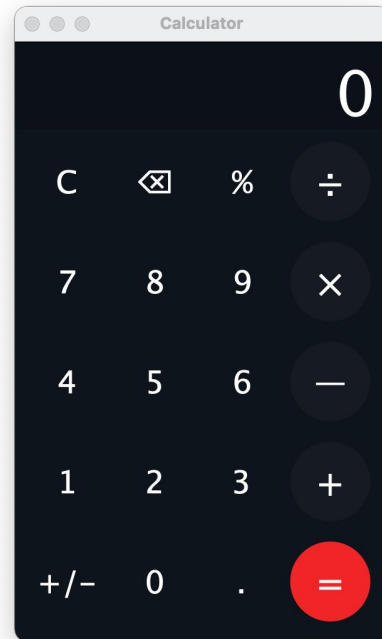 Calculator
0
C ⌫ % ÷
7 8 9 ×
4 5 6 —
1 2 3 +
+/- 0 . =